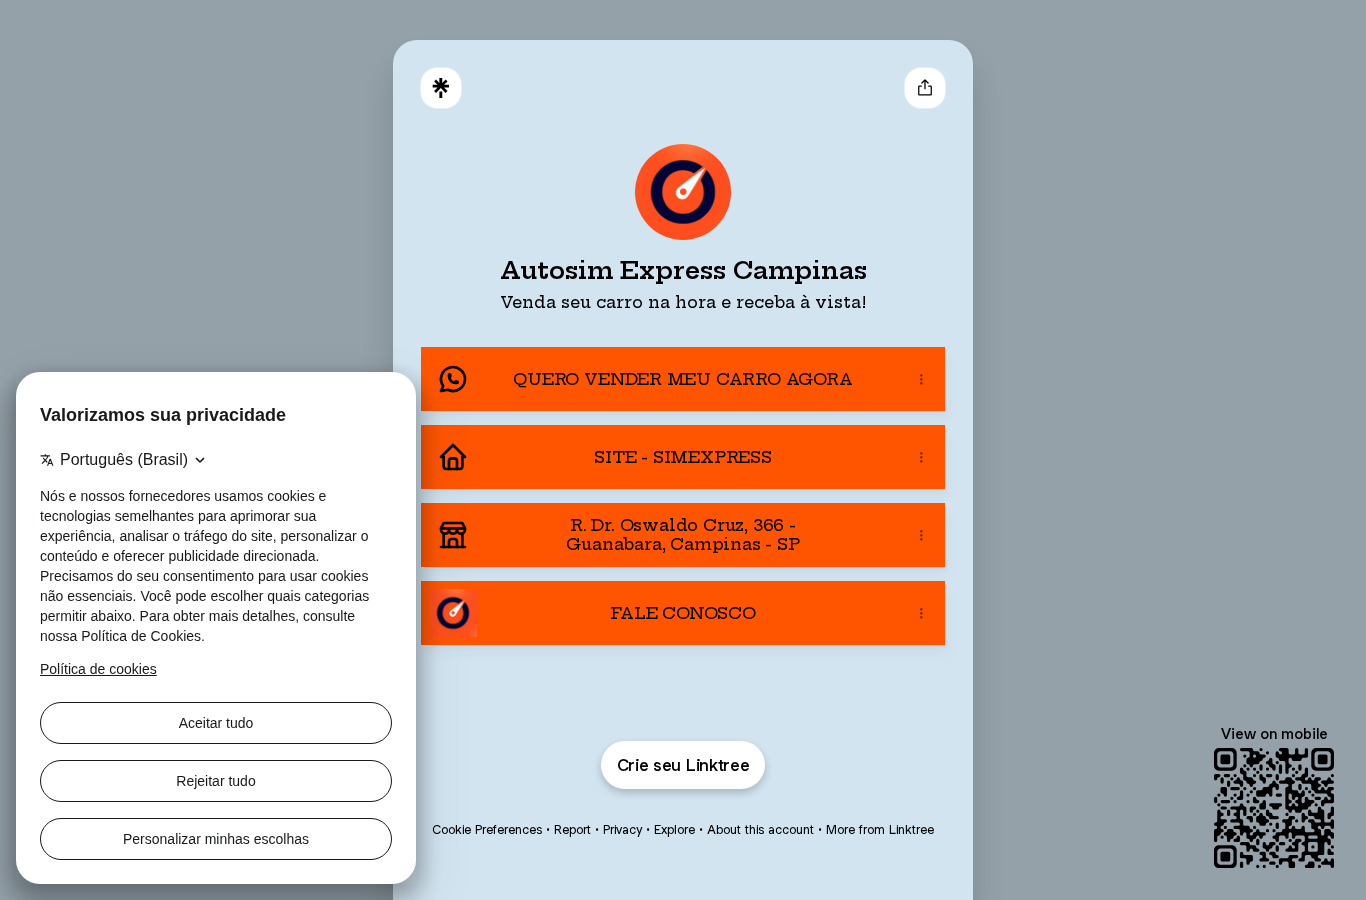 Autosim Express Campinas
Venda seu carro na hora e receba à vista!
QUERO VENDER MEU CARRO AGORA
SITE - SIMEXPRESS
R. Dr. Oswaldo Cruz, 366 -
Guanabara, Campinas - SP
FALE CONOSCO
Crie seu Linktree
Cookie Preferences • Report • Privacy • Explore • About this account • More from Linktree
Valorizamos sua privacidade
Português (Brasil)
Nós e nossos fornecedores usamos cookies e
tecnologias semelhantes para aprimorar sua
experiência, analisar o tráfego do site, personalizar o
conteúdo e oferecer publicidade direcionada.
Precisamos do seu consentimento para usar cookies
não essenciais. Você pode escolher quais categorias
permitir abaixo. Para obter mais detalhes, consulte
nossa Política de Cookies.
Política de cookies
Aceitar tudo
Rejeitar tudo
Personalizar minhas escolhas
View on mobile